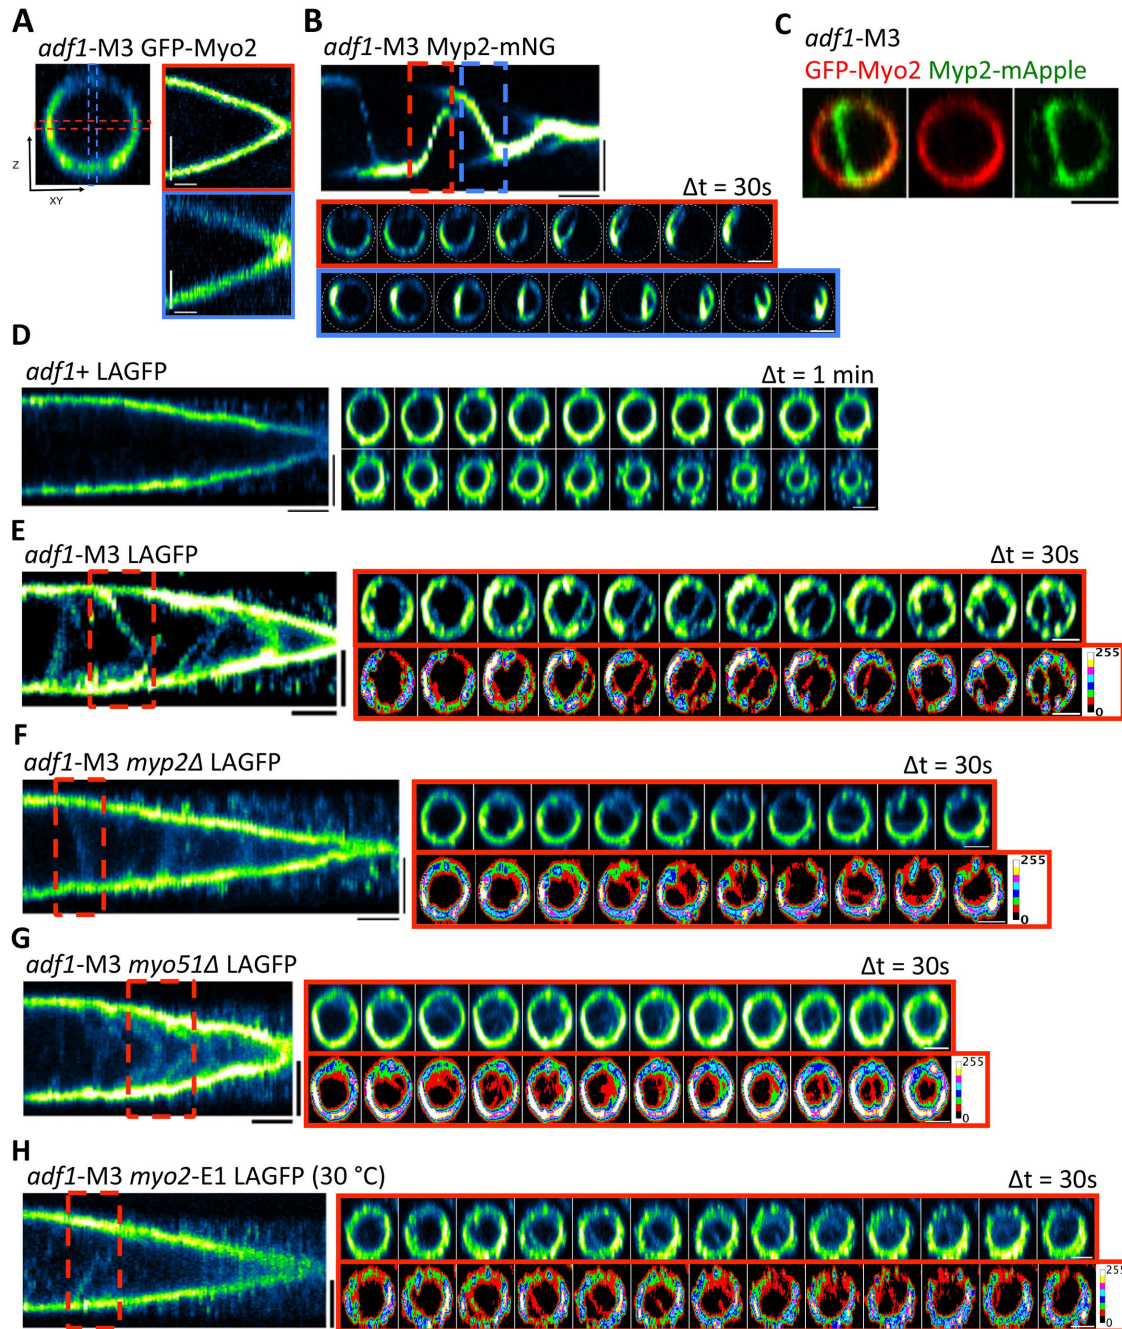 A
adf1-M3 GFP-Myo2
Z
XY
B
adf1-M3 Myp2-mNG
Δt = 30s
C
adf1-M3
GFP-Myo2 Myp2-mApple
D
adf1+ LAGFP
Δt = 1 min
E
adf1-M3 LAGFP
Δt = 30s
255
0
F
adf1-M3 myp2Δ LAGFP
Δt = 30s
255
0
G
adf1-M3 myo51Δ LAGFP
Δt = 30s
255
0
H
adf1-M3 myo2-E1 LAGFP (30 °C)
Δt = 30s
255
0